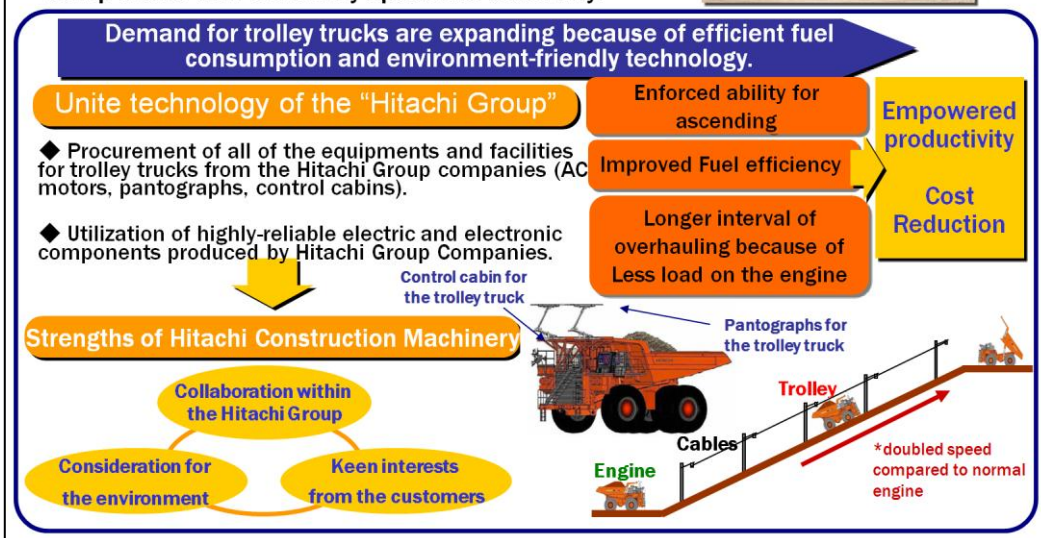 Demand for trolley trucks are expanding because of efficient fuel
consumption and environment-friendly technology.
Unite technology of the “Hitachi Group”
◆ Procurement of all of the equipments and facilities
for trolley trucks from the Hitachi Group companies (AC
motors, pantographs, control cabins).
◆ Utilization of highly-reliable electric and electronic
components produced by Hitachi Group Companies.
Enforced ability for
ascending
Improved Fuel efficiency
Longer interval of
overhauling because of
Less load on the engine
Empowered
productivity
Cost
Reduction
Strengths of Hitachi Construction Machinery
Collaboration within
the Hitachi Group
Consideration for
the environment
Keen interests
from the customers
Control cabin for
the trolley truck
Pantographs for
the trolley truck
Trolley
Cables
Engine
*doubled speed
compared to normal
engine